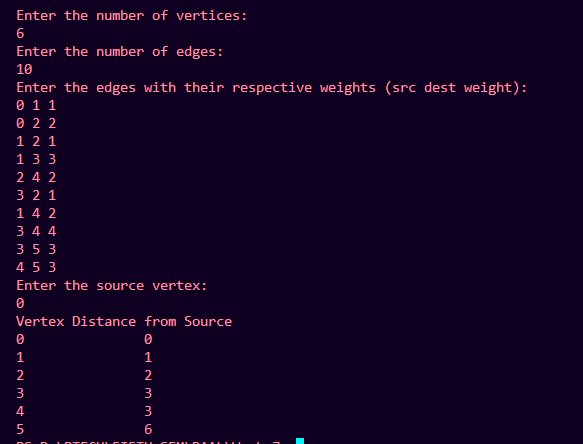 Enter the number of vertices:
6
Enter the number of edges:
10
Enter the edges with their respective weights (src dest weight):
0 1 1
0 2 2
1 2 1
1 3 3
2 4 2
3 2 1
1 4 2
3 4 4
3 5 3
4 5 3
Enter the source vertex:
0
Vertex Distance from Source
0 0
1 1
2 2
3 3
4 3
5 6